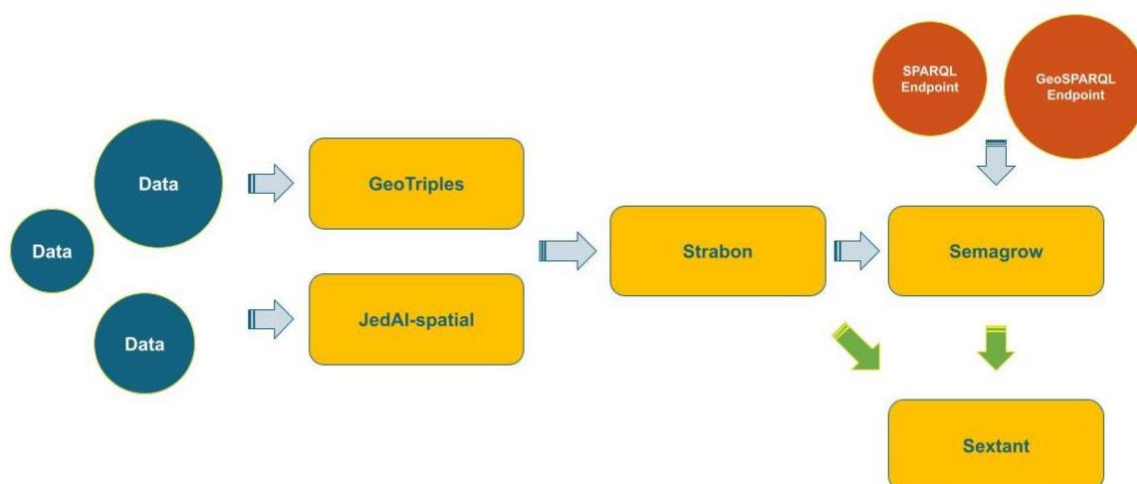 SPARQL
Endpoint
GeoSPARQL
Endpoint
Data
GeoTriples
Data
Strabon
Semagrow
Data
JedAI-spatial
Sextant